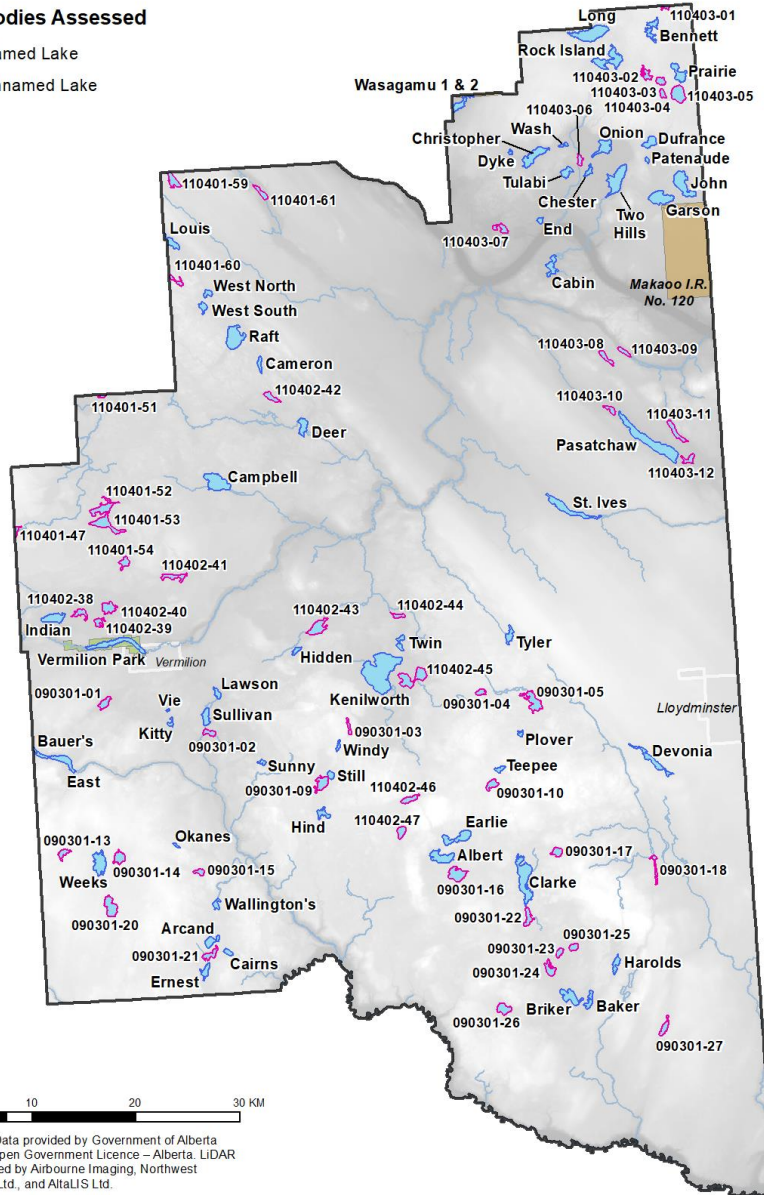 odies Assessed
amed Lake
nnamed Lake
Long
110403-01
Bennett
Rock Island
Prairie
110403-02
110403-03
110403-05
110403-04
Wasagamu 1 & 2
110403-06
Wash
Onion
Christopher
Dufrance
Dyke
Patenaude
Tulabi
John
Chester
Garson
Two
Hills
End
110403-07
Cabin
Makaoo I.R.
No. 120
110401-59
110401-61
Louis
110401-60
West North
West South
Raft
Cameron
110403-08
110403-09
110402-42
110403-10
110401-51
110403-11
Deer
Pasatchaw
110403-12
Campbell
St. Ives
110401-52
110401-53
110401-47
110401-54
110402-41
110402-38
110402-40
110402-43
110402-44
Indian
110402-39
Twin
Tyler
Vermilion Park
Vermilion
Hidden
110402-45
Lawson
Kenilworth
090301-05
090301-01
Vie
090301-04
Lloydminster
Sullivan
Kitty
090301-03
Plover
090301-02
Windy
Bauer's
Devonia
Sunny
Still
Teepee
East
090301-09
110402-46
090301-10
Hind
110402-47
Earlie
Okanes
090301-13
Albert
090301-17
Weeks
090301-14
090301-15
090301-18
090301-16
Clarke
Wallington's
090301-20
090301-22
Arcand
090301-25
090301-21
090301-23
Cairns
Harolds
Ernest
090301-24
Briker
Baker
090301-26
090301-27
10
20
30 KM
Data provided by Government of Alberta
pen Government Licence – Alberta. LiDAR
ed by Airbourne Imaging, Northwest
Ltd., and AltaLIS Ltd.